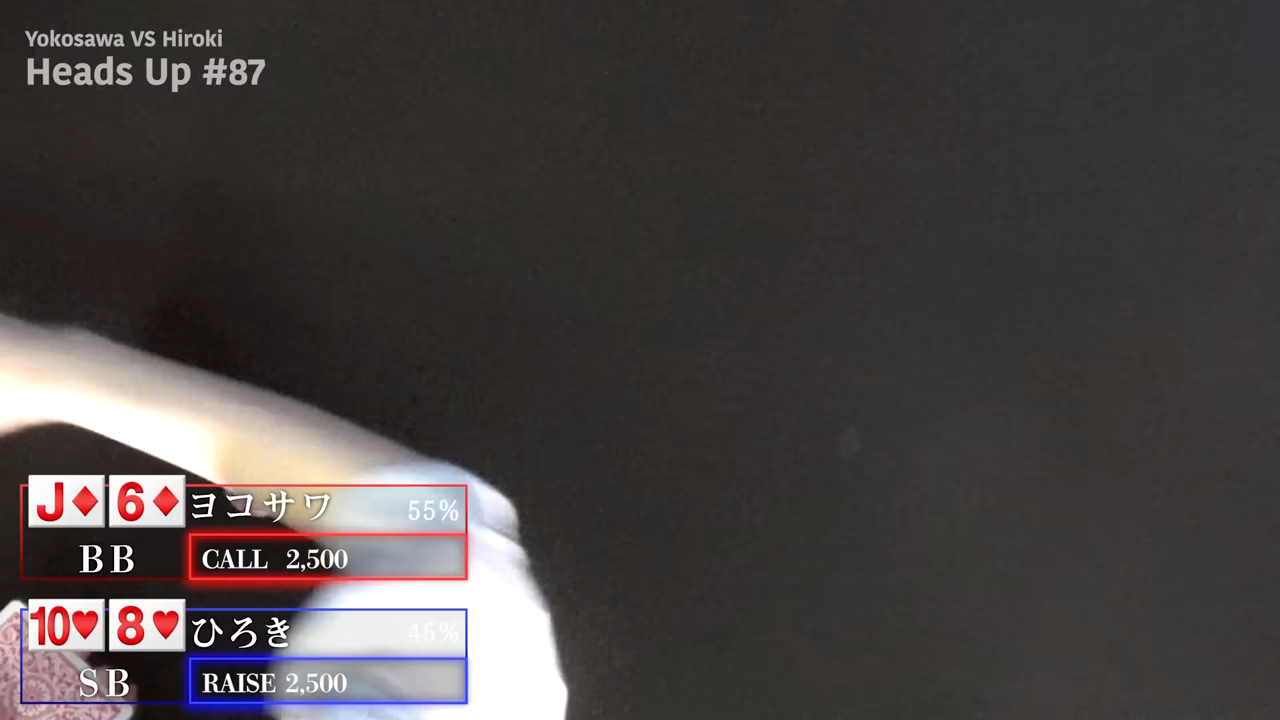 Yokosawa VS Hiroki
Heads Up #87
J♦ 6♦ ヨコサワ 55%
BB CALL 2,500
10♥ 8♥ ひろき 45%
SB RAISE 2,500